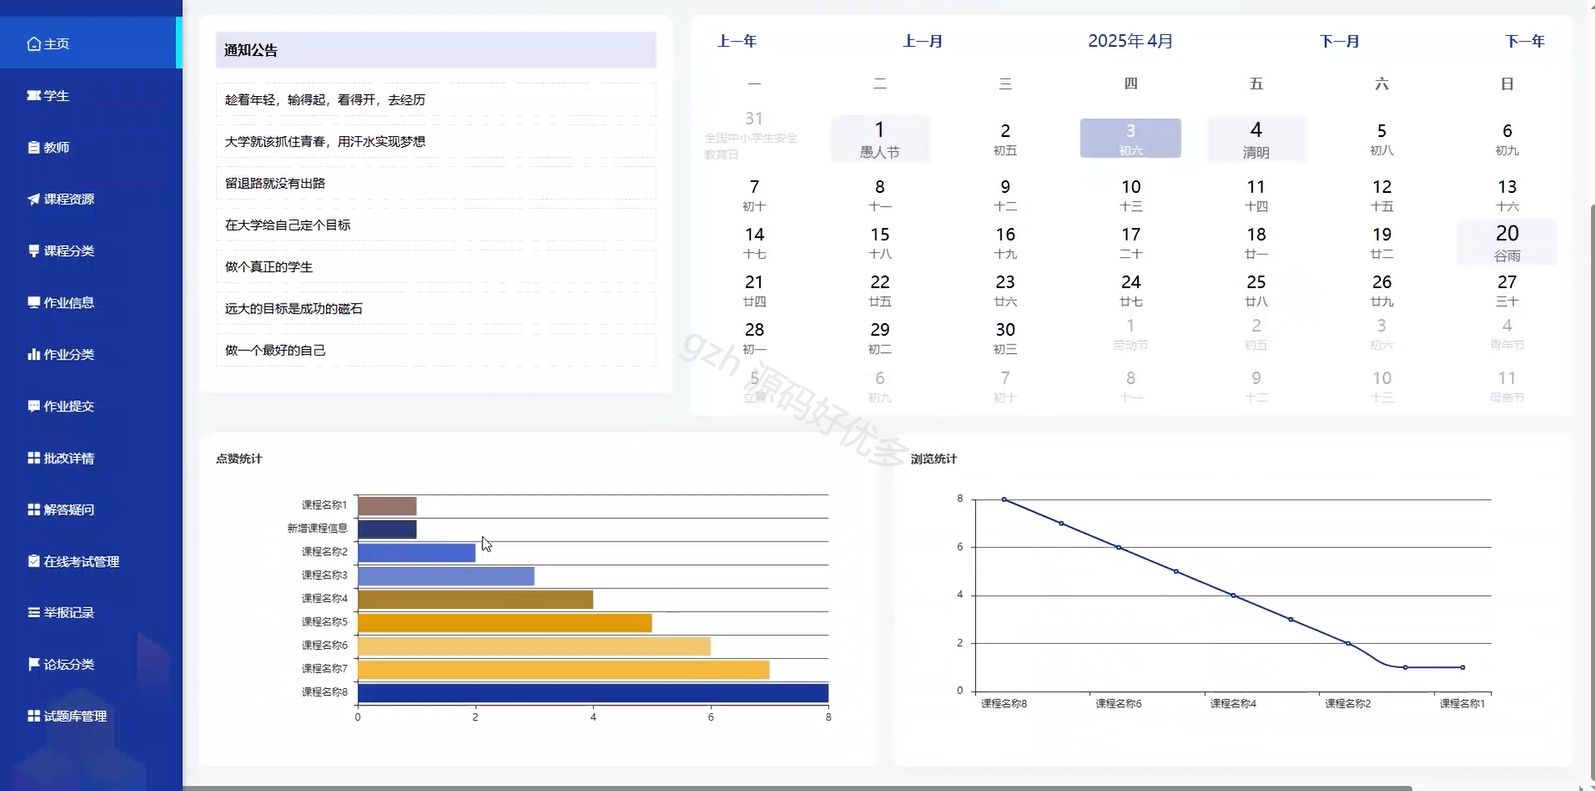 主页
学生
教师
课程资源
课程分类
作业信息
作业分类
作业提交
批改详情
解答疑问
在线考试管理
举报记录
论坛分类
试题库管理
通知公告
趁着年轻，输得起，看得开，去经历
大学就该抓住青春，用汗水实现梦想
留退路就没有出路
在大学给自己定个目标
做个真正的学生
远大的目标是成功的磁石
做一个最好的自己
上一年 上一月 2025年 4月 下一月 下一年
一 二 三 四 五 六 日
31 1 2 3 4 5 6
全国中小学生安全教育日 愚人节 初五 初六 清明 初八 初九
7 8 9 10 11 12 13
初十 十一 十二 十三 十四 十五 十六
14 15 16 17 18 19 20
十七 十八 十九 二十 廿一 廿二 谷雨
21 22 23 24 25 26 27
廿四 廿五 廿六 廿七 廿八 廿九 三十
28 29 30 1 2 3 4
初一 初二 初三 劳动节 初五 初六 青年节
5 6 7 8 9 10 11
立夏 初九 初十 十一 十二 十三 母亲节
gzh 源码好优多
点赞统计
课程名称1
新增课程信息
课程名称2
课程名称3
课程名称4
课程名称5
课程名称6
课程名称7
课程名称8
0 2 4 6 8
浏览统计
8
6
4
2
0
课程名称8 课程名称6 课程名称4 课程名称2 课程名称1